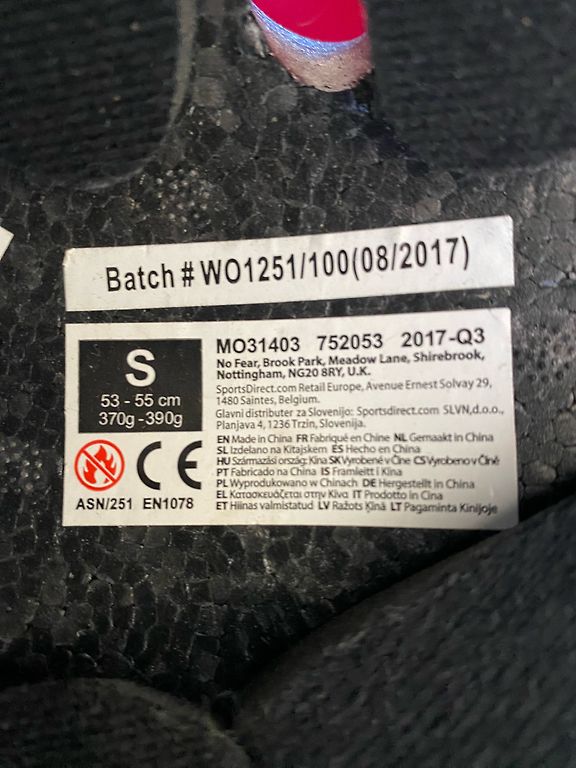 Batch # WO1251/100(08/2017)
S
53 - 55 cm
370g - 390g
ASN/251 EN1078
MO31403 752053 2017-Q3
No Fear, Brook Park, Meadow Lane, Shirebrook,
Nottingham, NG20 8RY, U.K.
SportsDirect.com Retail Europe, Avenue Ernest Solvay 29,
1480 Saintes, Belgium.
Glavni distributer za Slovenijo: Sportsdirect.com SLVN,d.o.o.,
Planjava 4, 1236 Trzin, Slovenija.
EN Made in China FR Fabriqué en Chine NL Gemaakt in China
SL Izdelano na Kitajskem ES Hecho en China
HU Származási ország: Kína SK Vyrobené v Číne CS Vyrobeno v Číně
PT Fabricado na China IS Framleitt í Kína
PL Wyprodukowano w Chinach DE Hergestellt in China
EL Κατασκευάζεται στην Κίνα IT Prodotto in Cina
ET Hiinas valmistatud LV Ražots Ķīnā LT Pagaminta Kinijoje